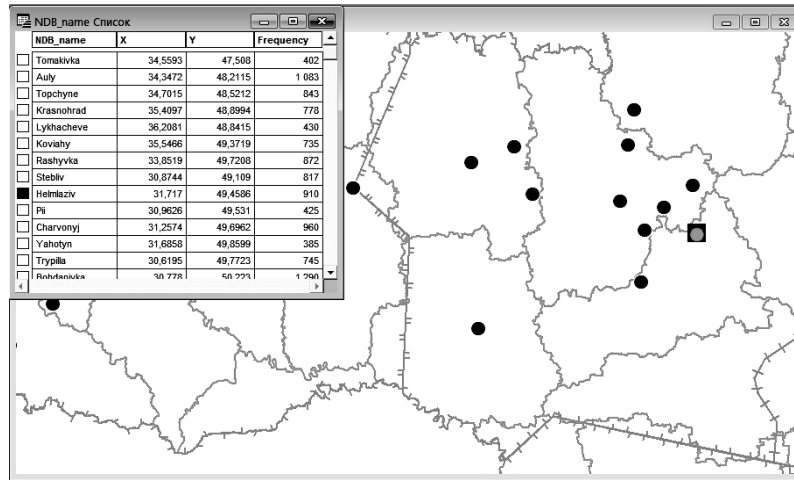 NDB_name Список
NDB_name X Y Frequency
Tomakivka 34,5593 47,508 402
Auly 34,3472 48,2115 1 083
Topchyne 34,7015 48,5212 843
Krasnohrad 35,4097 48,8994 778
Lykhacheve 36,2081 48,8415 430
Koviahy 35,5466 49,3719 735
Rashyvka 33,8519 49,7208 872
Stebliv 30,8744 49,109 817
Helmlaziv 31,717 49,4586 910
Pii 30,9626 49,531 425
Charvonyj 31,2574 49,6962 960
Yahotyn 31,6858 49,8599 385
Trypilla 30,6195 49,7723 745
Bohdanivka 30,778 50,223 1 290